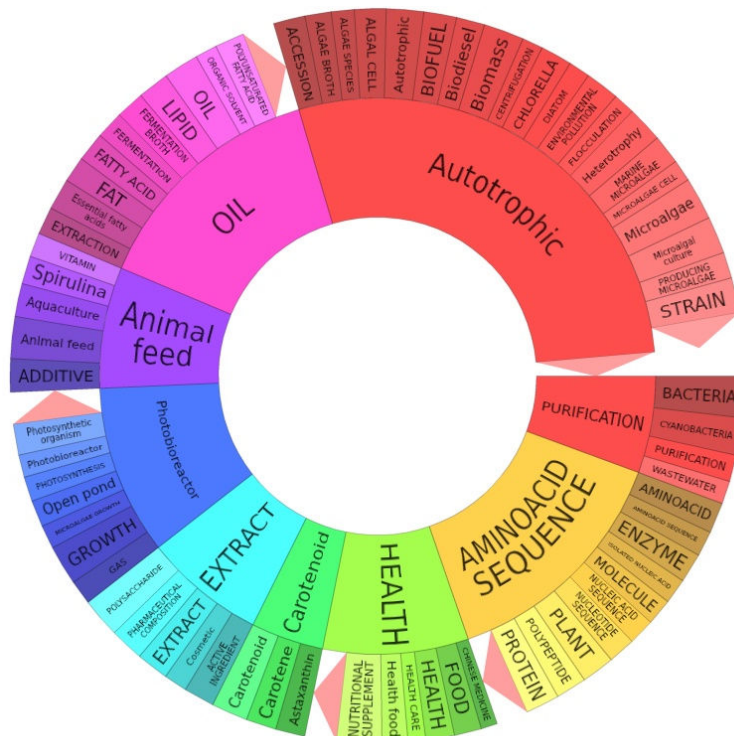 Autotrophic
ACCESSION
ALGAE BROTH
ALGAE SPECIES
ALGAL CELL
Autotrophic
BIOFUEL
Biodiesel
Biomass
CENTRIFUGATION
CHLORELLA
DIATOM
ENVIRONMENTAL
POLLUTION
FLOCCULATION
Heterotrophy
MARINE
MICROALGAE
MICROALGAE CELL
Microalgae
Microalgal
culture
PRODUCING
MICROALGAE
STRAIN
PURIFICATION
BACTERIA
CYANOBACTERIA
PURIFICATION
WASTEWATER
AMINOACID
SEQUENCE
AMINOACID
AMINOACID SEQUENCE
ENZYME
ISOLATED NUCLEIC ACID
MOLECULE
NUCLEIC ACID
SEQUENCE
NUCLEOTIDE
SEQUENCE
PLANT
POLYPEPTIDE
PROTEIN
HEALTH
CHINESE MEDICINE
FOOD
HEALTH
HEALTH CARE
Health food
NUTRITIONAL
SUPPLEMENT
Carotenoid
Astaxanthin
Carotene
Carotenoid
EXTRACT
ACTIVE
INGREDIENT
Cosmetic
EXTRACT
PHARMACEUTICAL
COMPOSITION
POLYSACCHARIDE
Photobioreactor
GAS
GROWTH
MICROALGAE GROWTH
Open pond
PHOTOSYNTHESIS
Photobioreactor
Photosynthetic
organism
Animal
feed
ADDITIVE
Animal feed
Aquaculture
Spirulina
VITAMIN
OIL
EXTRACTION
Essential fatty
acids
FAT
FATTY ACID
FERMENTATION
FERMENTATION
BROTH
LIPID
OIL
ORGANIC SOLVENT
POLYUNSATURATED
FATTY ACID